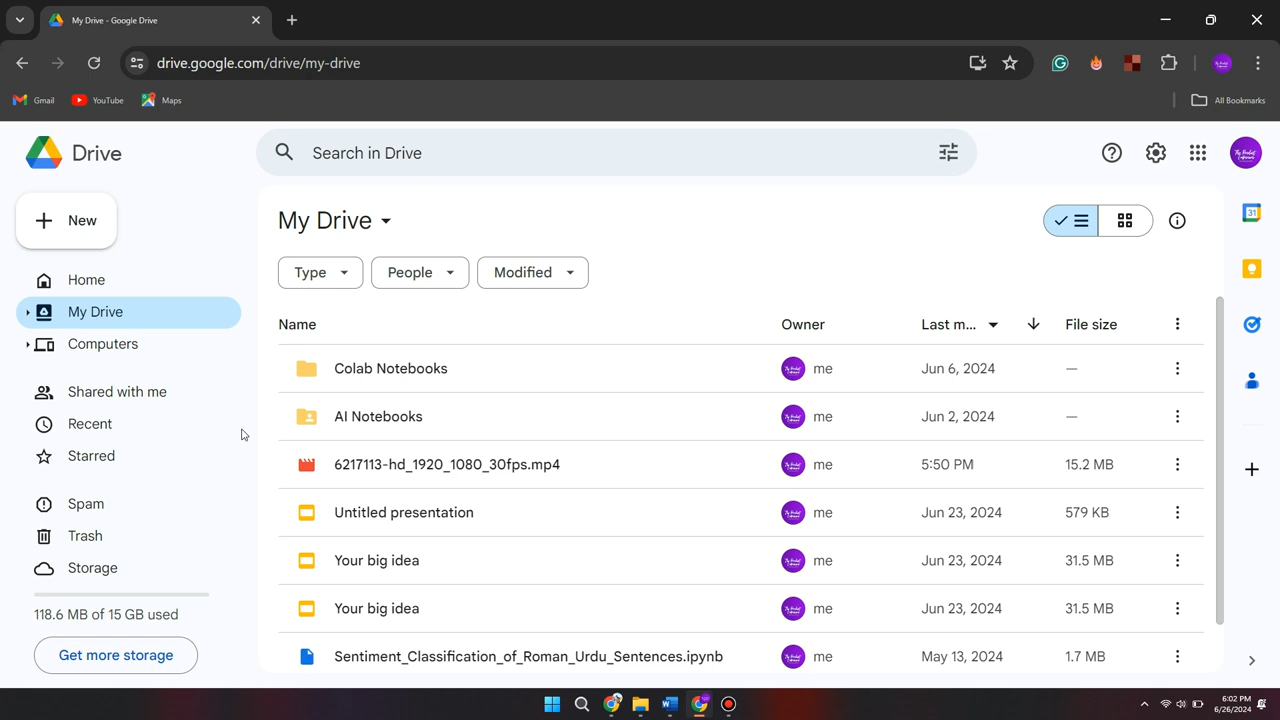 My Drive - Google Drive
drive.google.com/drive/my-drive
Gmail
YouTube
Maps
All Bookmarks
Drive
Search in Drive
New
Home
My Drive
Computers
Shared with me
Recent
Starred
Spam
Trash
Storage
118.6 MB of 15 GB used
Get more storage
My Drive
Type People Modified
Name Owner Last m... File size
Colab Notebooks me Jun 6, 2024 —
AI Notebooks me Jun 2, 2024 —
6217113-hd_1920_1080_30fps.mp4 me 5:50 PM 15.2 MB
Untitled presentation me Jun 23, 2024 579 KB
Your big idea me Jun 23, 2024 31.5 MB
Your big idea me Jun 23, 2024 31.5 MB
Sentiment_Classification_of_Roman_Urdu_Sentences.ipynb me May 13, 2024 1.7 MB
31
6:02 PM
6/26/2024